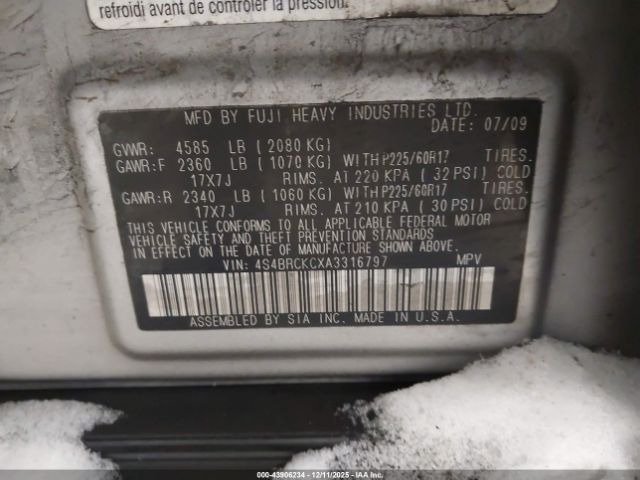 refroidi avant de contrôler la pression.
MFD BY FUJI HEAVY INDUSTRIES LTD.
DATE: 07/09
GVWR: 4585 LB (2080 KG)
GAWR:F 2360 LB (1070 KG) WITH P225/60R17 TIRES.
17X7J RIMS. AT 220 KPA (32 PSI) COLD
GAWR:R 2340 LB (1060 KG) WITH P225/60R17 TIRES.
17X7J RIMS. AT 210 KPA (30 PSI) COLD
THIS VEHICLE CONFORMS TO ALL APPLICABLE FEDERAL MOTOR
VEHICLE SAFETY AND THEFT PREVENTION STANDARDS
IN EFFECT ON THE DATE OF MANUFACTURE SHOWN ABOVE.
VIN: 4S4BRCKCXA3316797 MPV
ASSEMBLED BY SIA INC. MADE IN U.S.A.
000-43906234 - 12/11/2025 - IAAI.COM